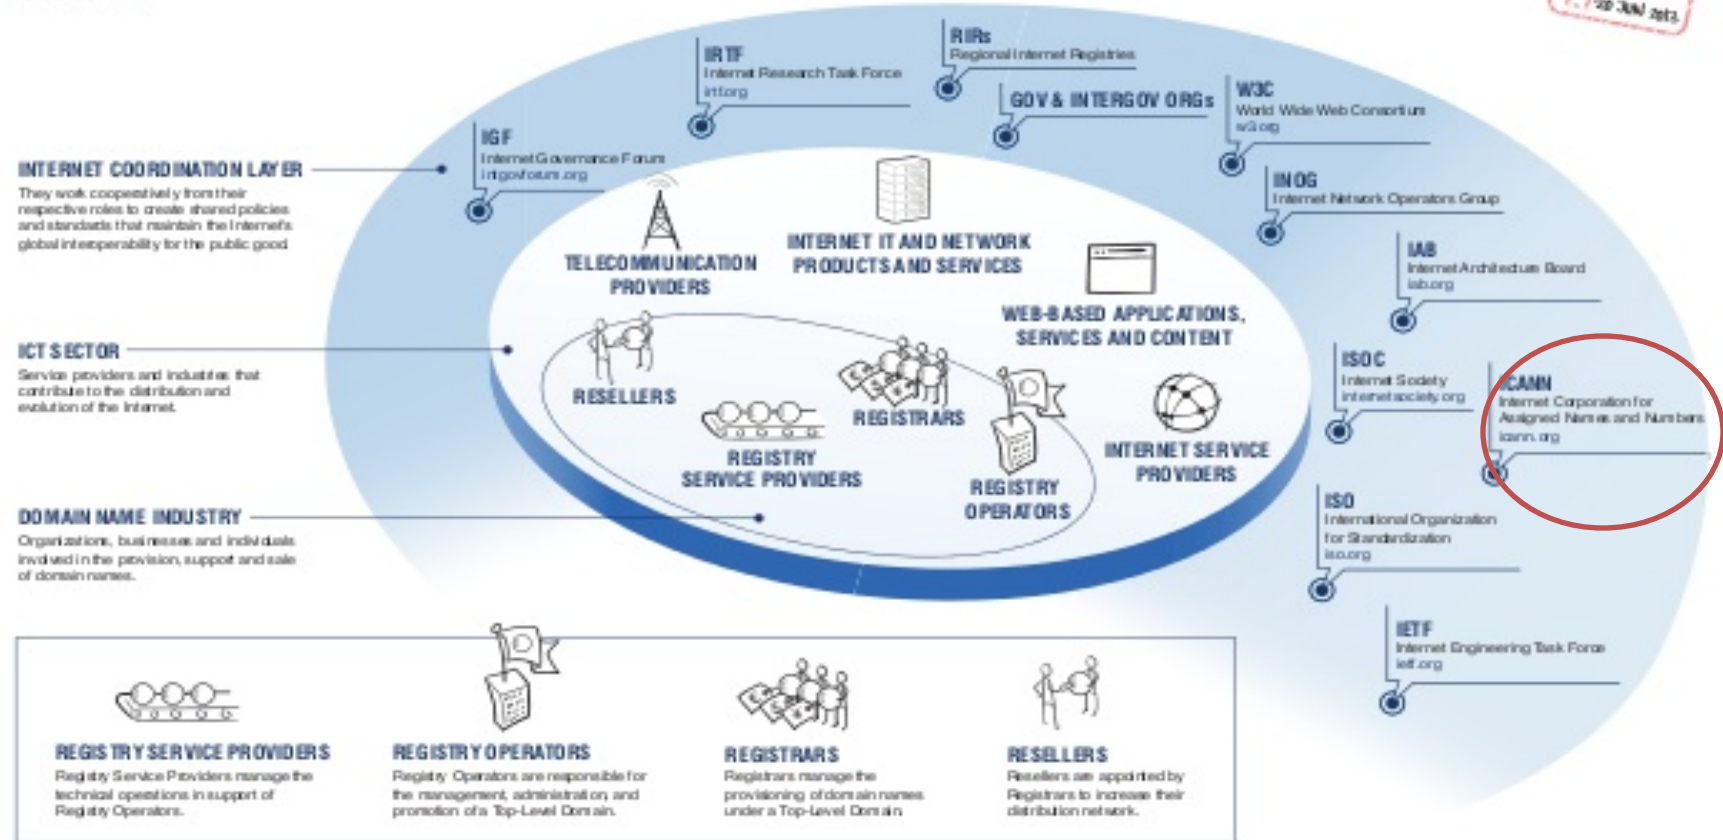 20 JUNI 2013
IRTF
Internet Research Task Force
irtf.org
RIRs
Regional Internet Registries
GOV & INTERGOV ORGs
W3C
World Wide Web Consortium
w3.org
IGF
Internet Governance Forum
intgovforum.org
INTERNET COORDINATION LAYER
They work cooperatively from their
respective roles to create shared policies
and standards that maintain the Internet's
global interoperability for the public good
INOG
Internet Network Operators Group
TELECOMMUNICATION
PROVIDERS
INTERNET IT AND NETWORK
PRODUCTS AND SERVICES
IAB
Internet Architecture Board
iab.org
WEB-BASED APPLICATIONS,
SERVICES AND CONTENT
ICT SECTOR
Service providers and industries that
contribute to the distribution and
evolution of the Internet.
RESELLERS
REGISTRARS
ISOC
Internet Society
internetsociety.org
ICANN
Internet Corporation for
Assigned Names and Numbers
icann.org
REGISTRY
SERVICE PROVIDERS
INTERNET SERVICE
PROVIDERS
REGISTRY
OPERATORS
ISO
International Organization
for Standardization
iso.org
DOMAIN NAME INDUSTRY
Organizations, businesses and individuals
involved in the provision, support and sale
of domain names.
IETF
Internet Engineering Task Force
ietf.org
REGISTRY SERVICE PROVIDERS
Registry Service Providers manage the
technical operations in support of
Registry Operators.
REGISTRY OPERATORS
Registry Operators are responsible for
the management, administration, and
promotion of a Top-Level Domain.
REGISTRARS
Registrars manage the
provisioning of domain names
under a Top-Level Domain.
RESELLERS
Resellers are appointed by
Registrars to increase their
distribution network.